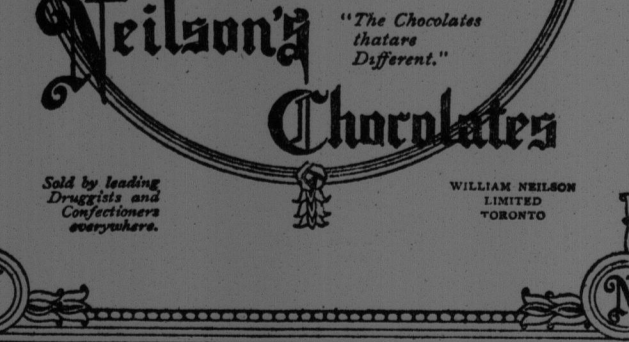 Neilson's
"The Chocolates
thatare
Different."
Chocolates
Sold by leading
Druggists and
Confectioners
everywhere.
WILLIAM NEILSON
LIMITED
TORONTO
N